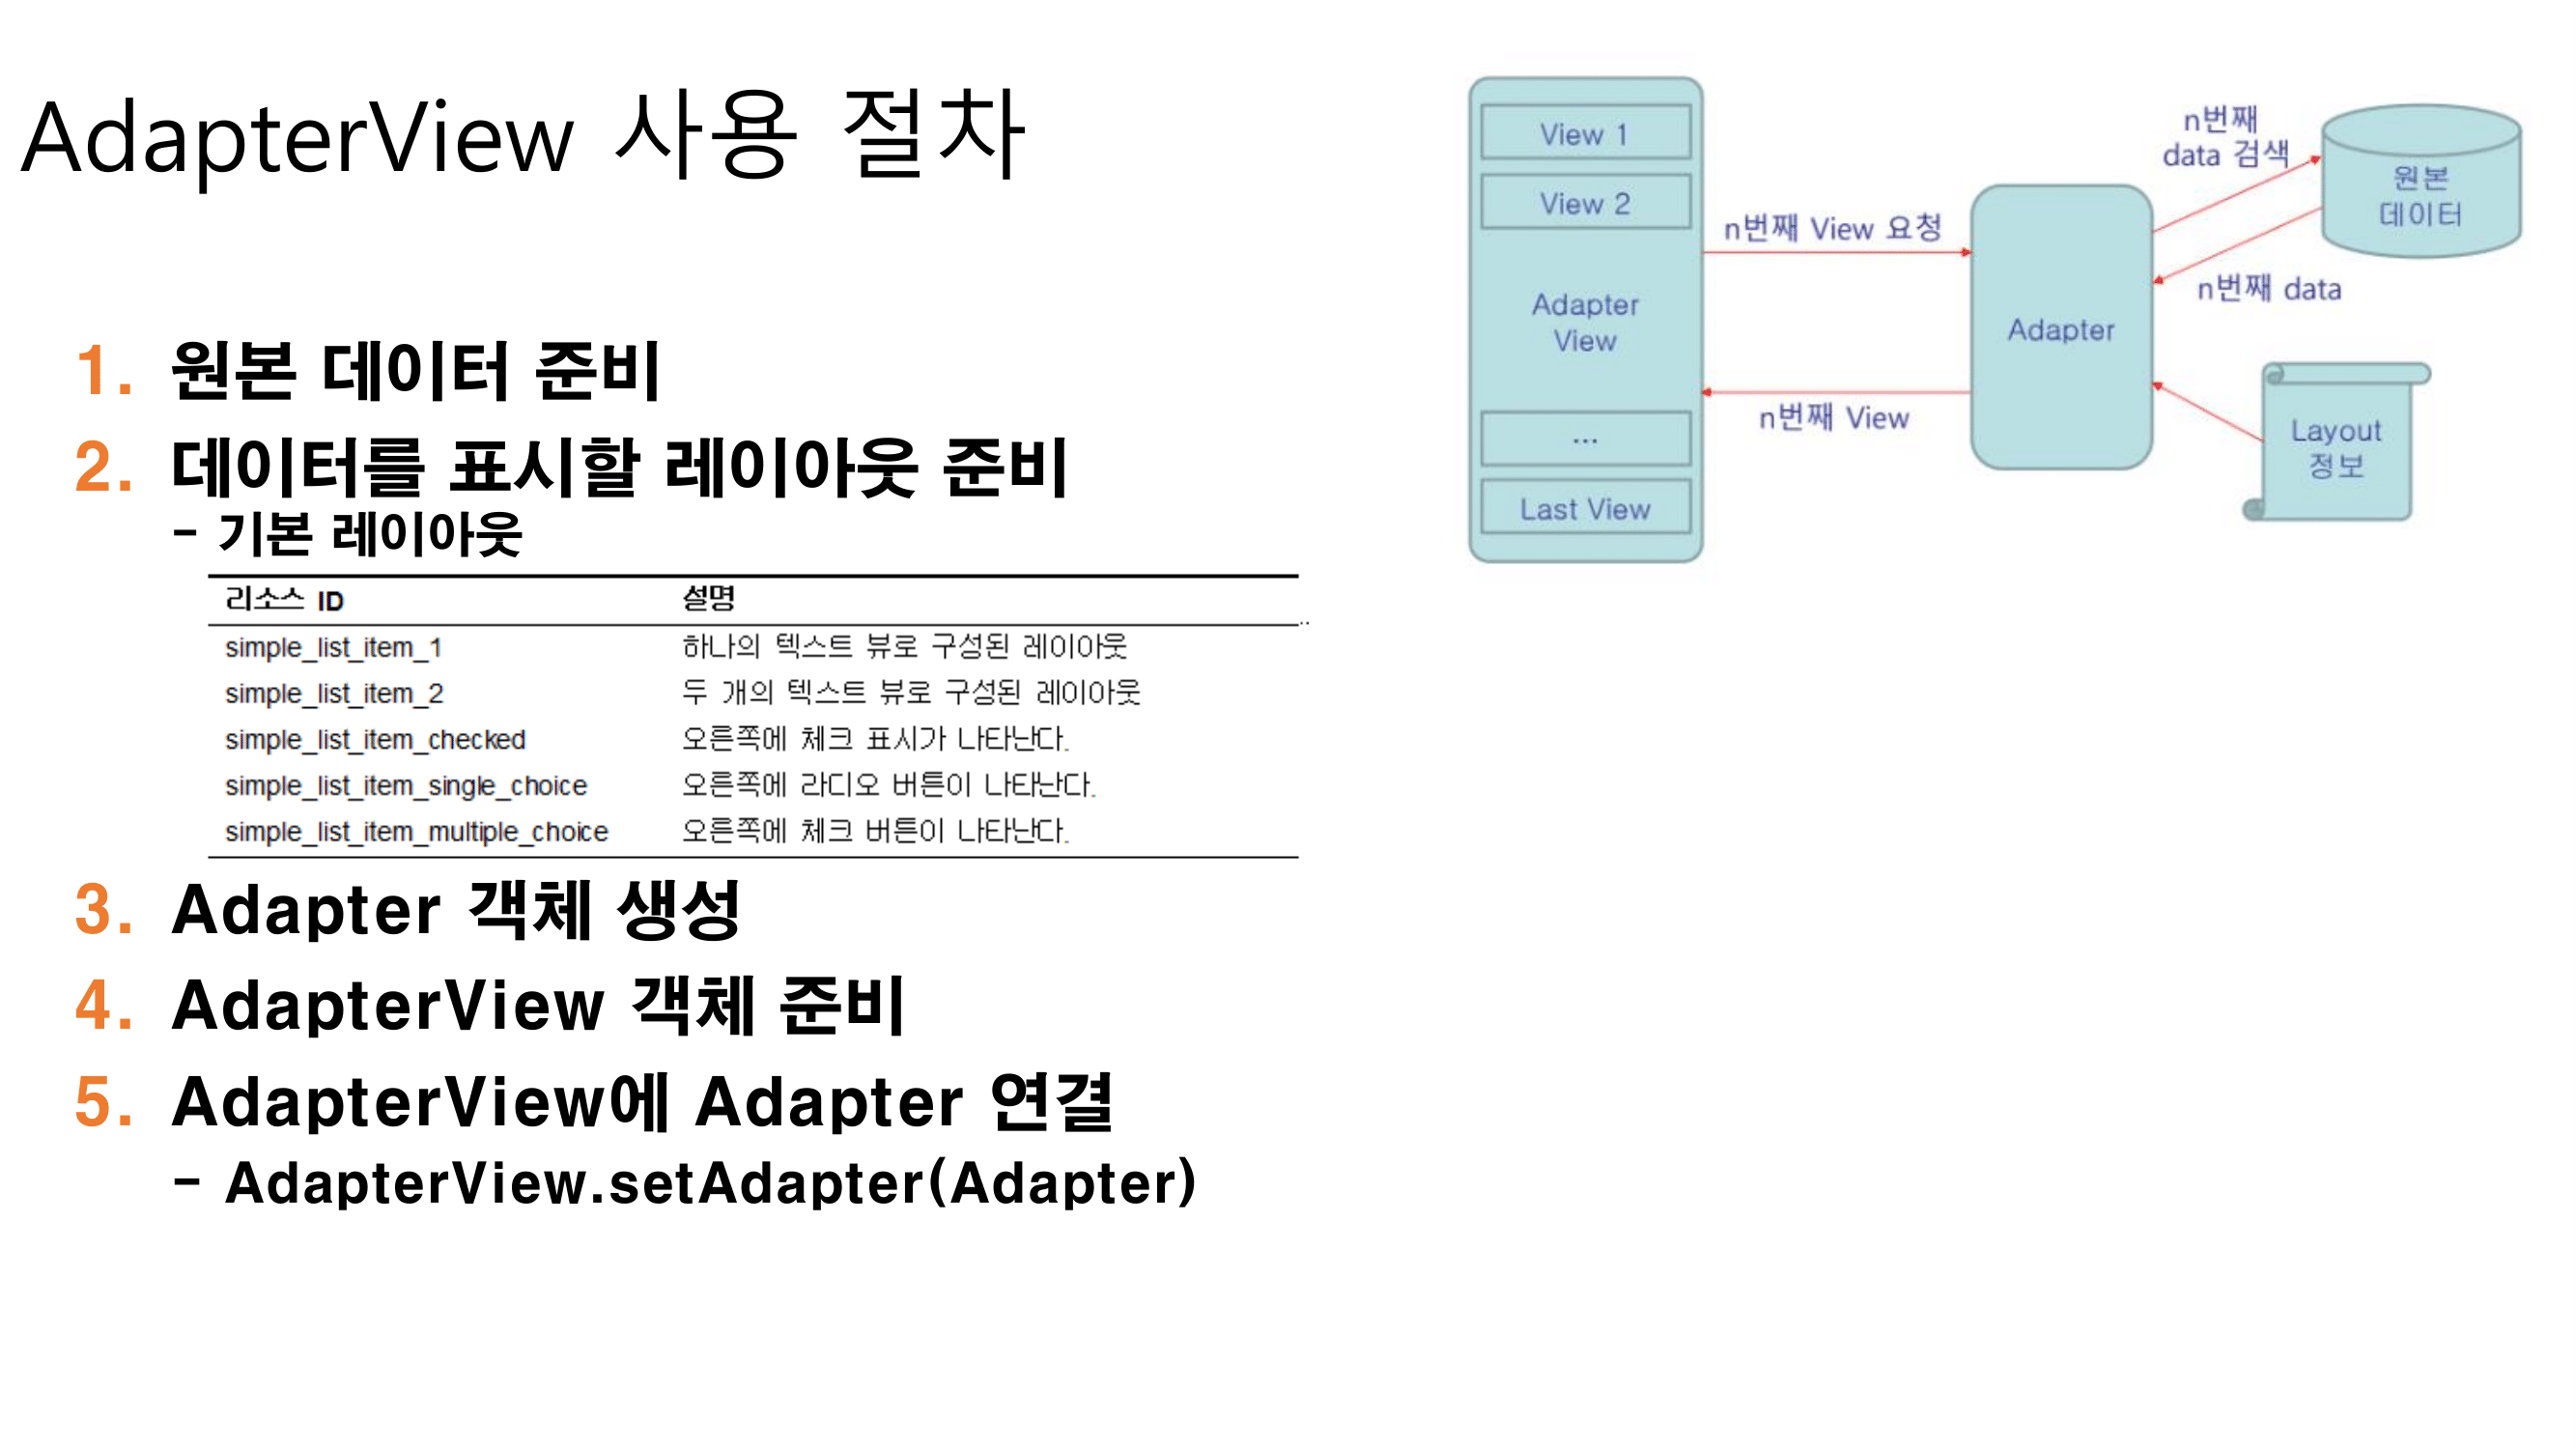 AdapterView 사용 절차
1. 원본 데이터 준비
2. 데이터를 표시할 레이아웃 준비
- 기본 레이아웃
리소스 ID 설명
simple_list_item_1 하나의 텍스트 뷰로 구성된 레이아웃
simple_list_item_2 두 개의 텍스트 뷰로 구성된 레이아웃
simple_list_item_checked 오른쪽에 체크 표시가 나타난다.
simple_list_item_single_choice 오른쪽에 라디오 버튼이 나타난다.
simple_list_item_multiple_choice 오른쪽에 체크 버튼이 나타난다.
3. Adapter 객체 생성
4. AdapterView 객체 준비
5. AdapterView에 Adapter 연결
- AdapterView.setAdapter(Adapter)
View 1
View 2
Adapter
View
...
Last View
n번째 View 요청
n번째 View
Adapter
n번째
data 검색
n번째 data
원본
데이터
Layout
정보